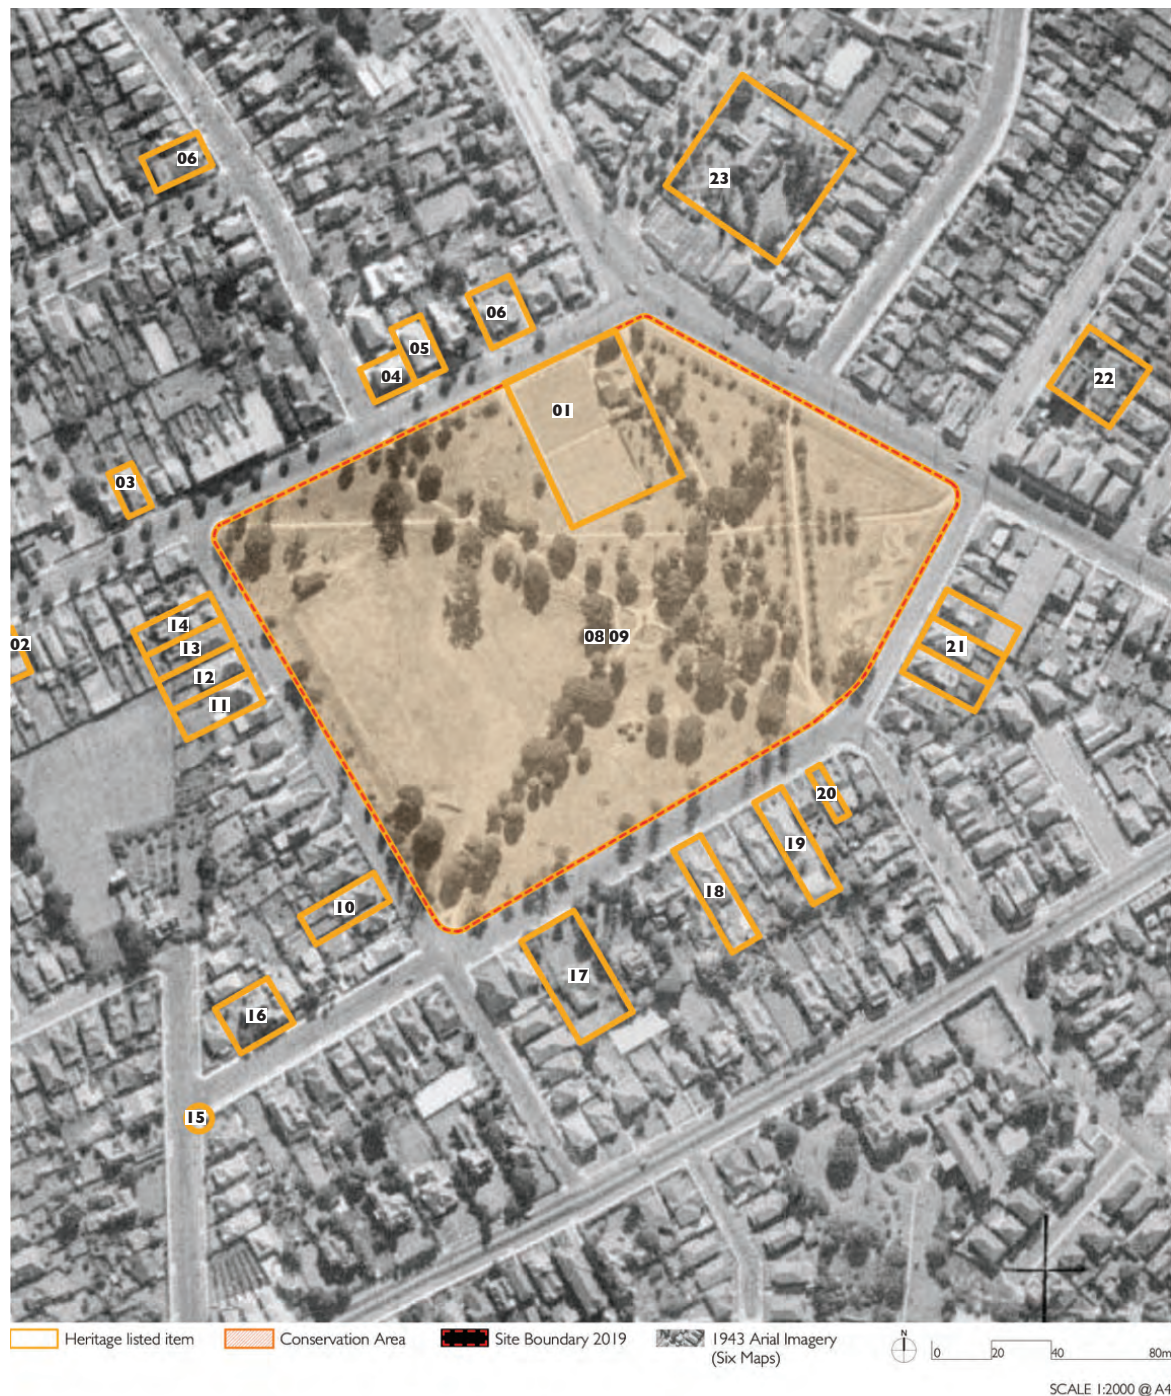 06
23
06
05
04
22
01
03
14
02
13
08 09
21
12
11
20
19
18
10
17
16
15
Heritage listed item
Conservation Area
Site Boundary 2019
1943 Arial Imagery
(Six Maps)
N
0 20 40 80m
SCALE 1:2000 @ A4